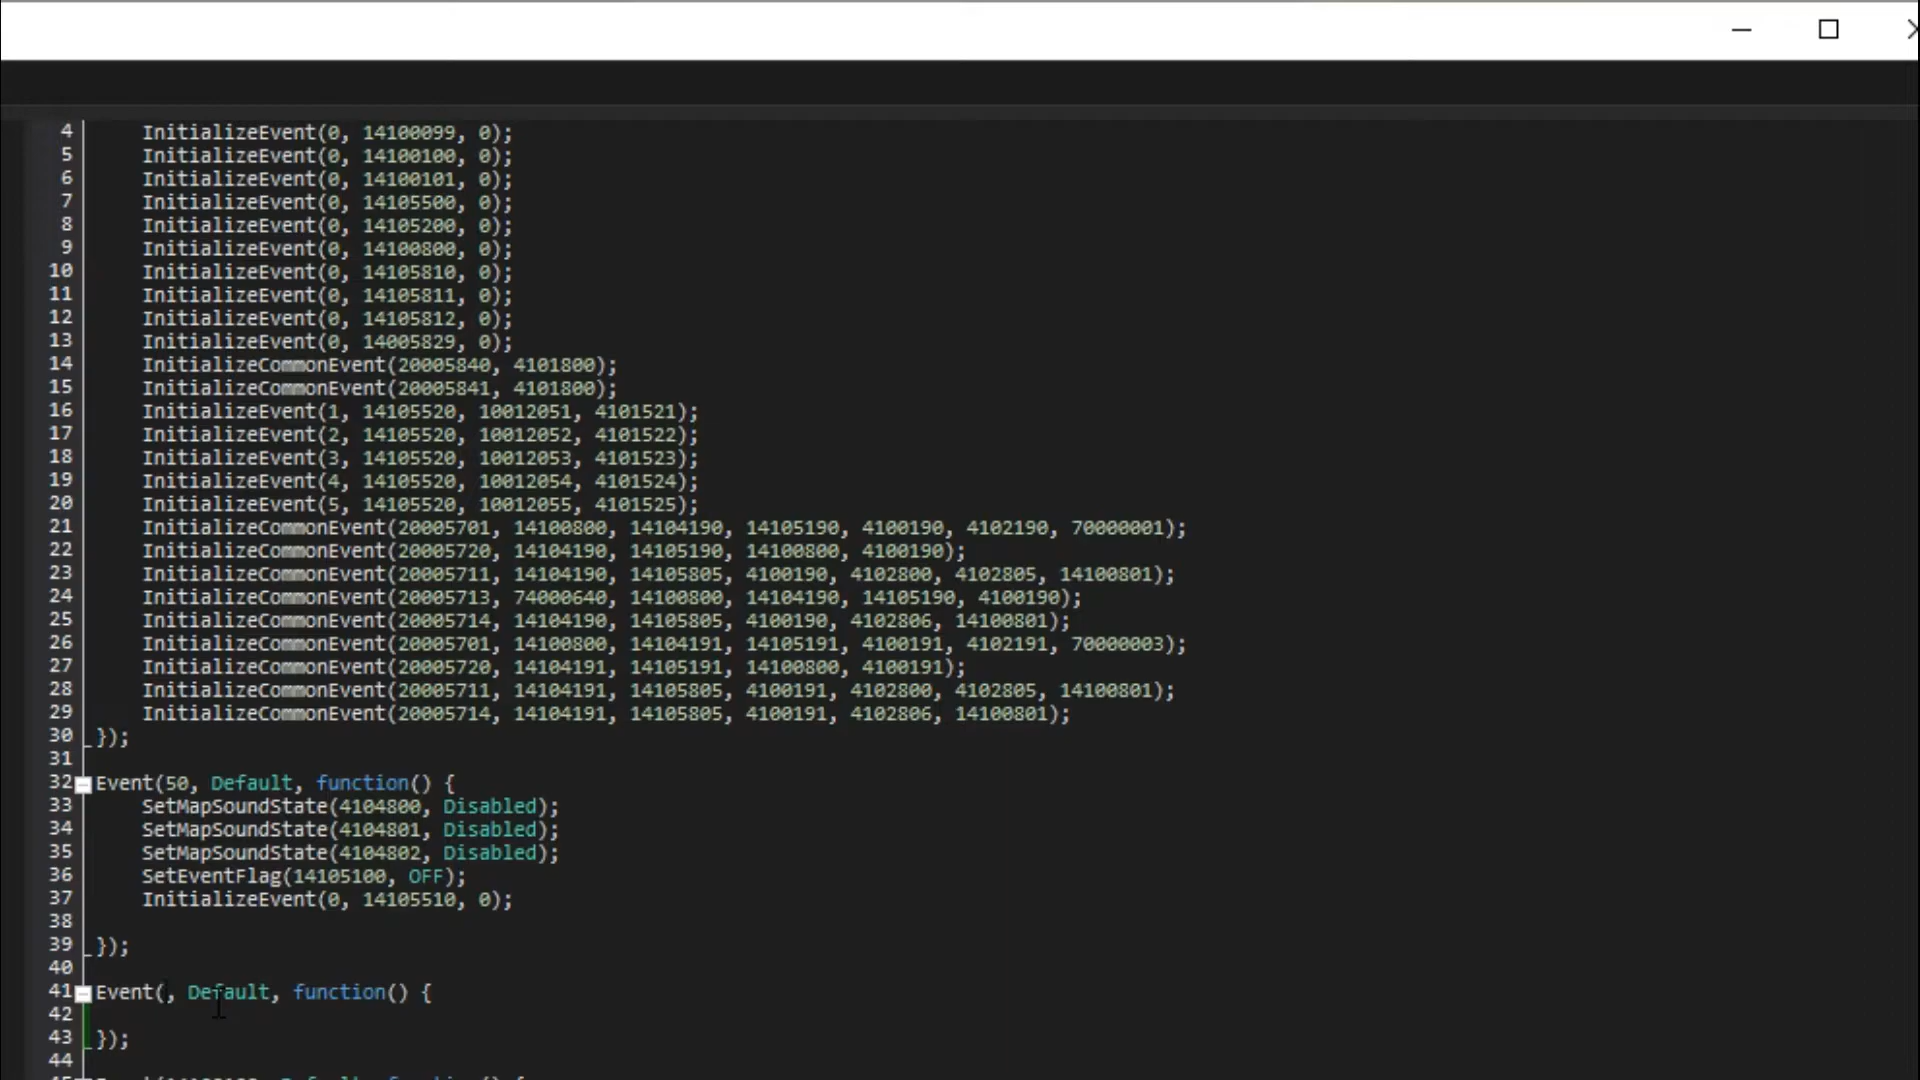 4 InitializeEvent(0, 14100099, 0);
5 InitializeEvent(0, 14100100, 0);
6 InitializeEvent(0, 14100101, 0);
7 InitializeEvent(0, 14105500, 0);
8 InitializeEvent(0, 14105200, 0);
9 InitializeEvent(0, 14100800, 0);
10 InitializeEvent(0, 14105810, 0);
11 InitializeEvent(0, 14105811, 0);
12 InitializeEvent(0, 14105812, 0);
13 InitializeEvent(0, 14005829, 0);
14 InitializeCommonEvent(20005840, 4101800);
15 InitializeCommonEvent(20005841, 4101800);
16 InitializeEvent(1, 14105520, 10012051, 4101521);
17 InitializeEvent(2, 14105520, 10012052, 4101522);
18 InitializeEvent(3, 14105520, 10012053, 4101523);
19 InitializeEvent(4, 14105520, 10012054, 4101524);
20 InitializeEvent(5, 14105520, 10012055, 4101525);
21 InitializeCommonEvent(20005701, 14100800, 14104190, 14105190, 4100190, 4102190, 70000001);
22 InitializeCommonEvent(20005720, 14104190, 14105190, 14100800, 4100190);
23 InitializeCommonEvent(20005711, 14104190, 14105805, 4100190, 4102800, 4102805, 14100801);
24 InitializeCommonEvent(20005713, 74000640, 14100800, 14104190, 14105190, 4100190);
25 InitializeCommonEvent(20005714, 14104190, 14105805, 4100190, 4102806, 14100801);
26 InitializeCommonEvent(20005701, 14100800, 14104191, 14105191, 4100191, 4102191, 70000003);
27 InitializeCommonEvent(20005720, 14104191, 14105191, 14100800, 4100191);
28 InitializeCommonEvent(20005711, 14104191, 14105805, 4100191, 4102800, 4102805, 14100801);
29 InitializeCommonEvent(20005714, 14104191, 14105805, 4100191, 4102806, 14100801);
30 });
31
32 Event(50, Default, function() {
33 SetMapSoundState(4104800, Disabled);
34 SetMapSoundState(4104801, Disabled);
35 SetMapSoundState(4104802, Disabled);
36 SetEventFlag(14105100, OFF);
37 InitializeEvent(0, 14105510, 0);
38
39 });
40
41 Event(, Default, function() {
42
43 });
44